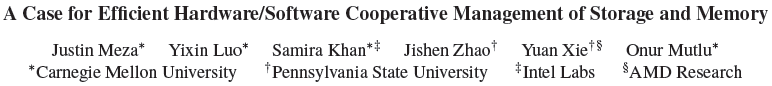 A Case for Efficient Hardware/Software Cooperative Management of Storage and Memory
Justin Meza* Yixin Luo* Samira Khan*‡ Jishen Zhao† Yuan Xie†§ Onur Mutlu*
*Carnegie Mellon University †Pennsylvania State University ‡Intel Labs §AMD Research